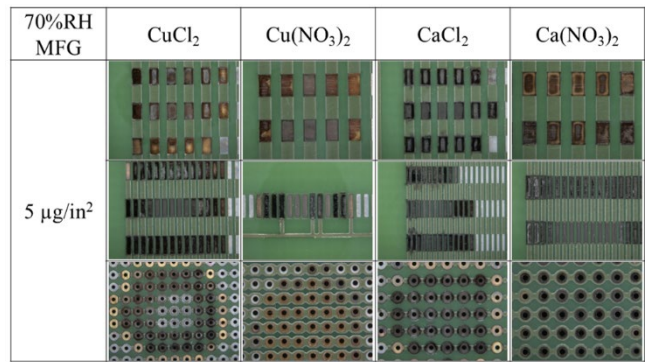 70%RH
MFG
CuCl₂
Cu(NO₃)₂
CaCl₂
Ca(NO₃)₂
5 µg/in²